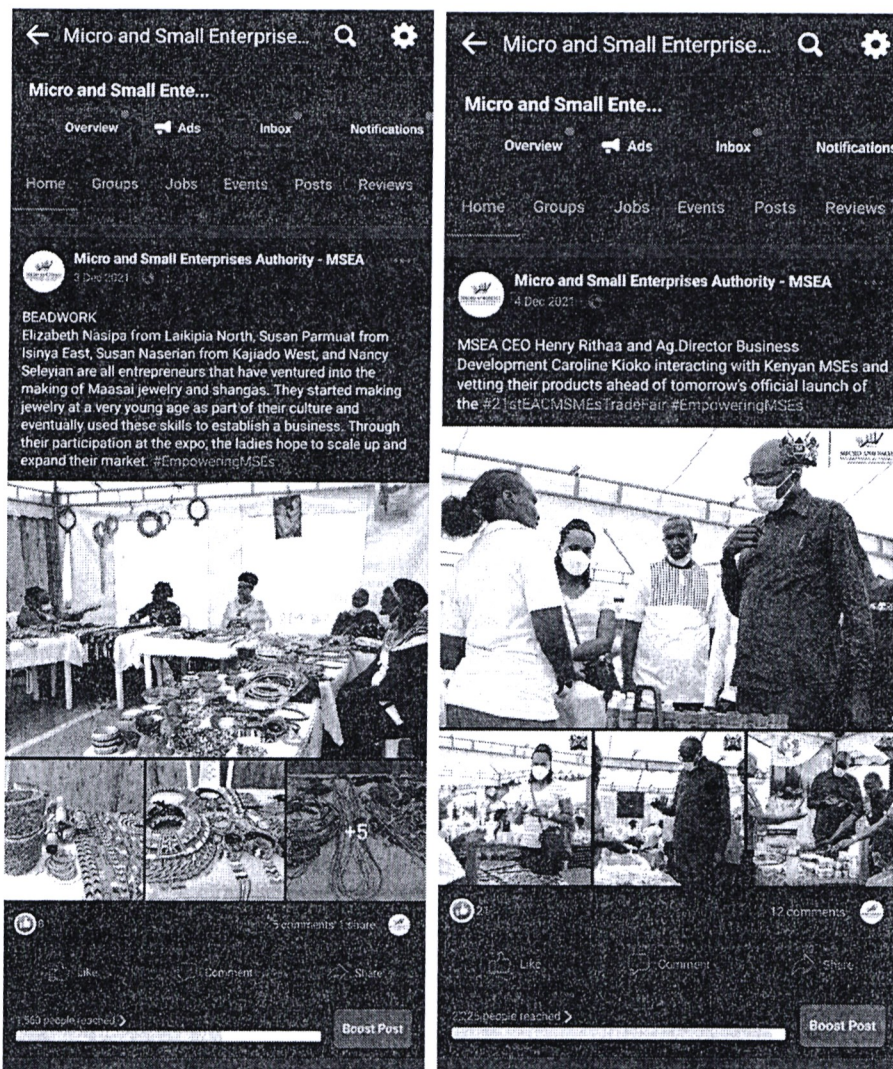 Micro and Small Enterprise...
Micro and Small Ente...
Overview
Ads
Inbox
Notifications
Home
Groups
Jobs
Events
Posts
Reviews
Micro and Small Enterprises Authority - MSEA
3 Dec 2021
BEADWORK
Elizabeth Nasipa from Laikipia North, Susan Parmuat from
Isinya East, Susan Naserian from Kajiado West, and Nancy
Seleyian are all entrepreneurs that have ventured into the
making of Maasai jewelry and shangas. They started making
jewelry at a very young age as part of their culture and
eventually used these skills to establish a business. Through
their participation at the expo, the ladies hope to scale up and
expand their market. #EmpoweringMSEs
+5
8
5 comments 1 share
Like
Comment
Share
people reached
Boost Post
Micro and Small Enterprise...
Micro and Small Ente...
Overview
Ads
Inbox
Notifications
Home
Groups
Jobs
Events
Posts
Reviews
Micro and Small Enterprises Authority - MSEA
4 Dec 2021
MSEA CEO Henry Rithaa and Ag.Director Business
Development Caroline Kioko interacting with Kenyan MSEs and
vetting their products ahead of tomorrow's official launch of
the #21stEACMSMEsTradeFair #EmpoweringMSEs
21
12 comments
Like
Comment
Share
people reached
Boost Post